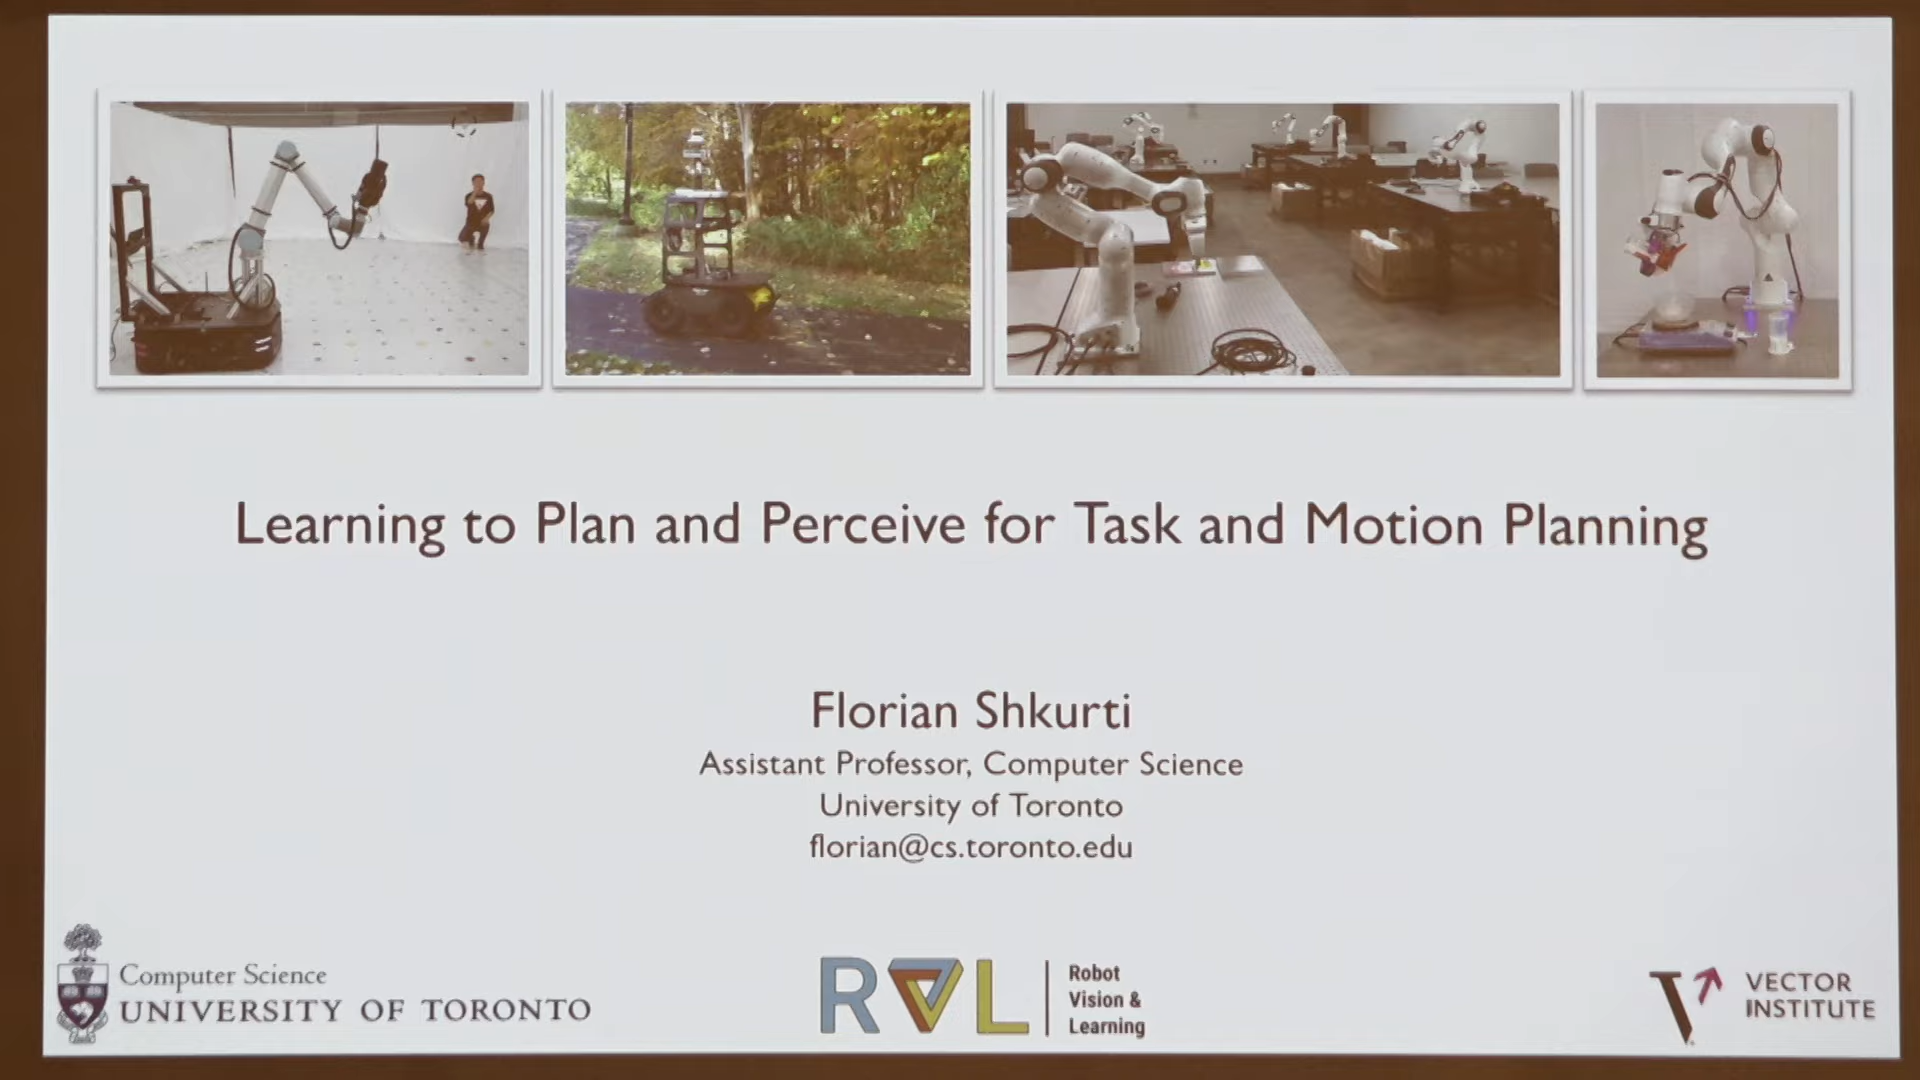 Learning to Plan and Perceive for Task and Motion Planning
Florian Shkurti
Assistant Professor, Computer Science
University of Toronto
florian@cs.toronto.edu
Computer Science
UNIVERSITY OF TORONTO
RVL
Robot
Vision &
Learning
VECTOR
INSTITUTE